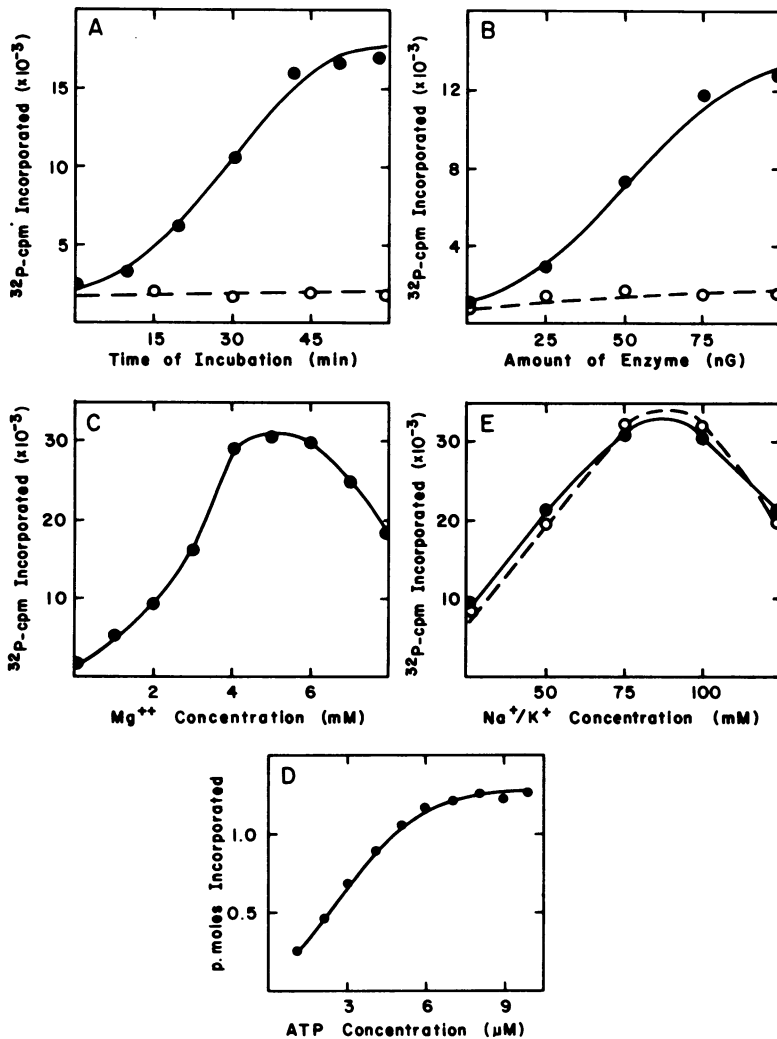 A
³²P-cpm Incorporated (x10⁻³)
15
10
5
15 30 45
Time of Incubation (min)
B
³²P-cpm Incorporated (x10⁻³)
12
8
4
25 50 75
Amount of Enzyme (nG)
C
³²P-cpm Incorporated (x10⁻³)
30
20
10
2 4 6
Mg⁺⁺ Concentration (mM)
E
³²P-cpm Incorporated (x10⁻³)
30
20
10
50 75 100
Na⁺/K⁺ Concentration (mM)
D
p.moles Incorporated
1.0
0.5
3 6 9
ATP Concentration (μM)